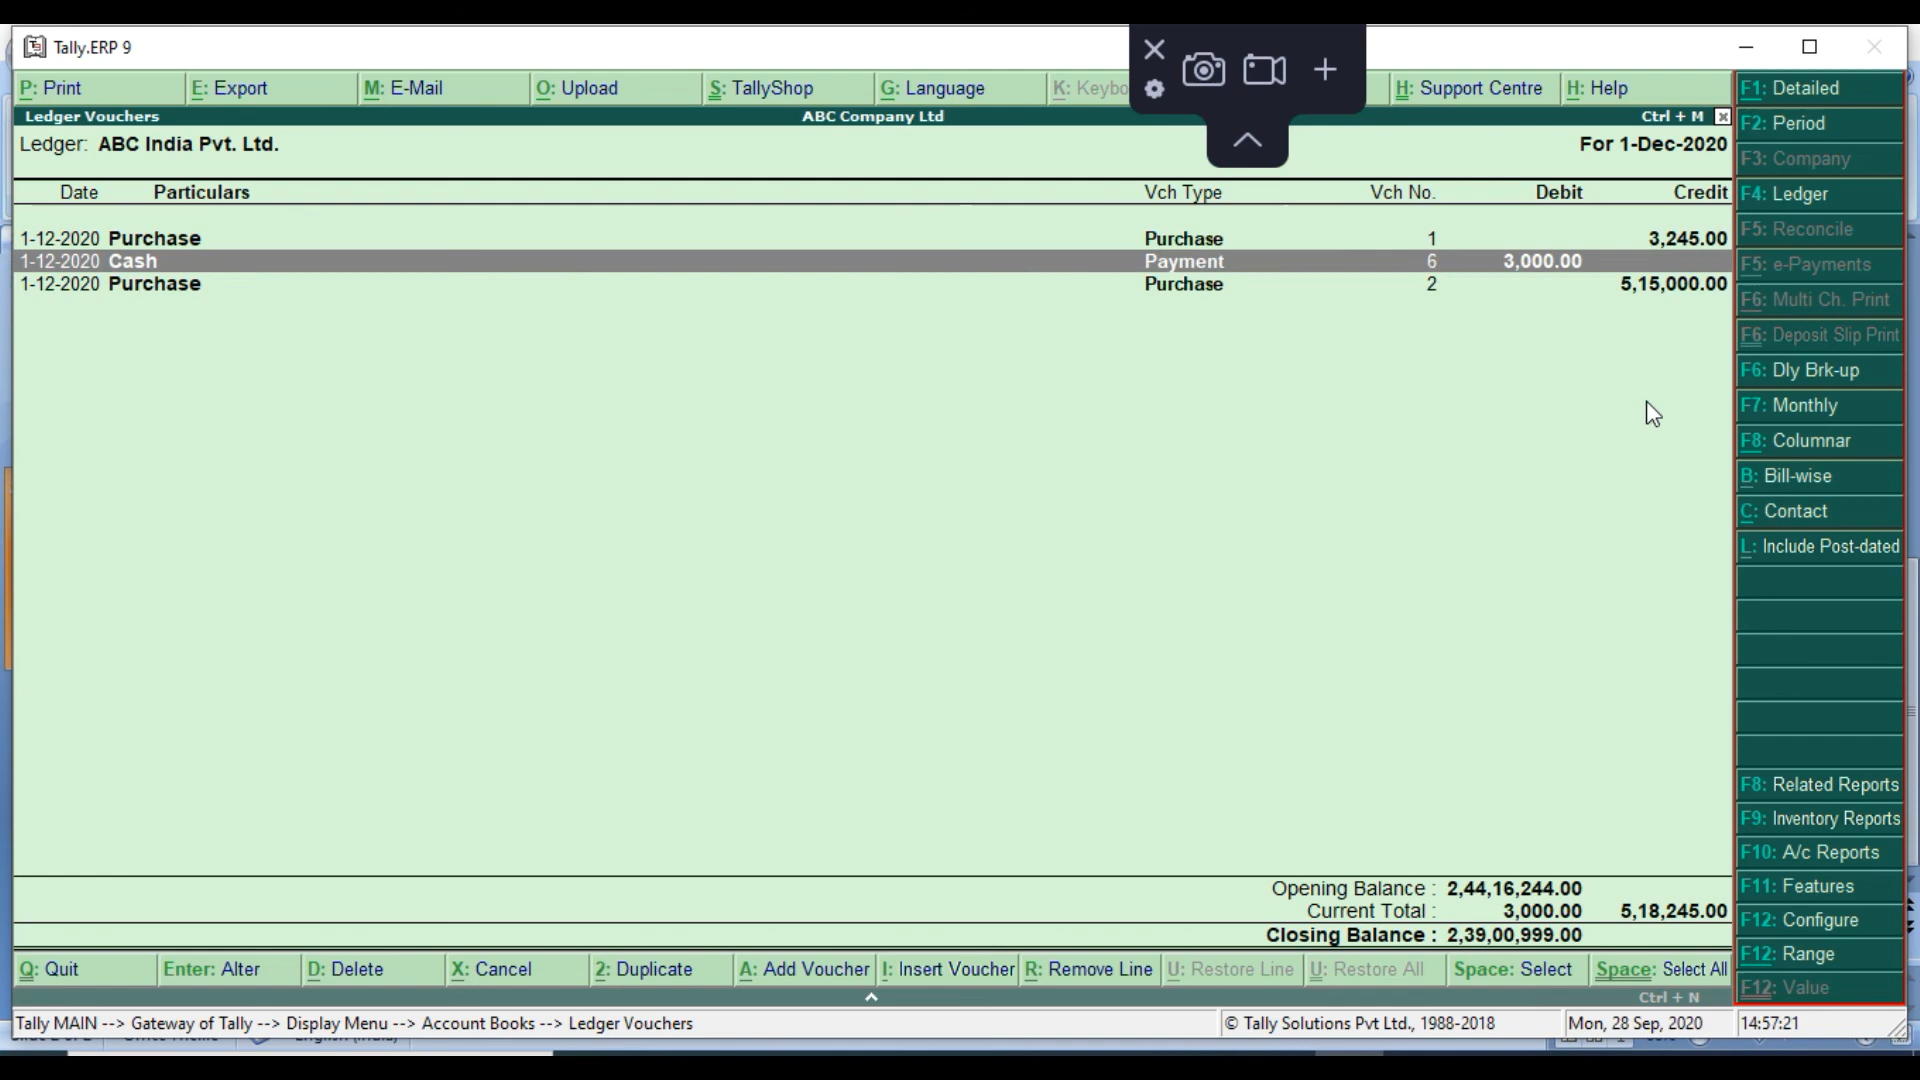 Tally.ERP 9
P: Print E: Export M: E-Mail O: Upload S: TallyShop G: Language K: Keybo H: Support Centre H: Help
Ledger Vouchers ABC Company Ltd Ctrl + M
Ledger: ABC India Pvt. Ltd. For 1-Dec-2020
Date Particulars Vch Type Vch No. Debit Credit
1-12-2020 Purchase Purchase 1 3,245.00
1-12-2020 Cash Payment 6 3,000.00
1-12-2020 Purchase Purchase 2 5,15,000.00
Opening Balance : 2,44,16,244.00
Current Total : 3,000.00 5,18,245.00
Closing Balance : 2,39,00,999.00
Q: Quit Enter: Alter D: Delete X: Cancel 2: Duplicate A: Add Voucher I: Insert Voucher R: Remove Line U: Restore Line U: Restore All Space: Select Space: Select All
Ctrl + N
Tally MAIN --> Gateway of Tally --> Display Menu --> Account Books --> Ledger Vouchers © Tally Solutions Pvt Ltd., 1988-2018 Mon, 28 Sep, 2020 14:57:21
F1: Detailed
F2: Period
F3: Company
F4: Ledger
F5: Reconcile
F5: e-Payments
F6: Multi Ch. Print
F6: Deposit Slip Print
F6: Dly Brk-up
F7: Monthly
F8: Columnar
B: Bill-wise
C: Contact
L: Include Post-dated
F8: Related Reports
F9: Inventory Reports
F10: A/c Reports
F11: Features
F12: Configure
F12: Range
F12: Value